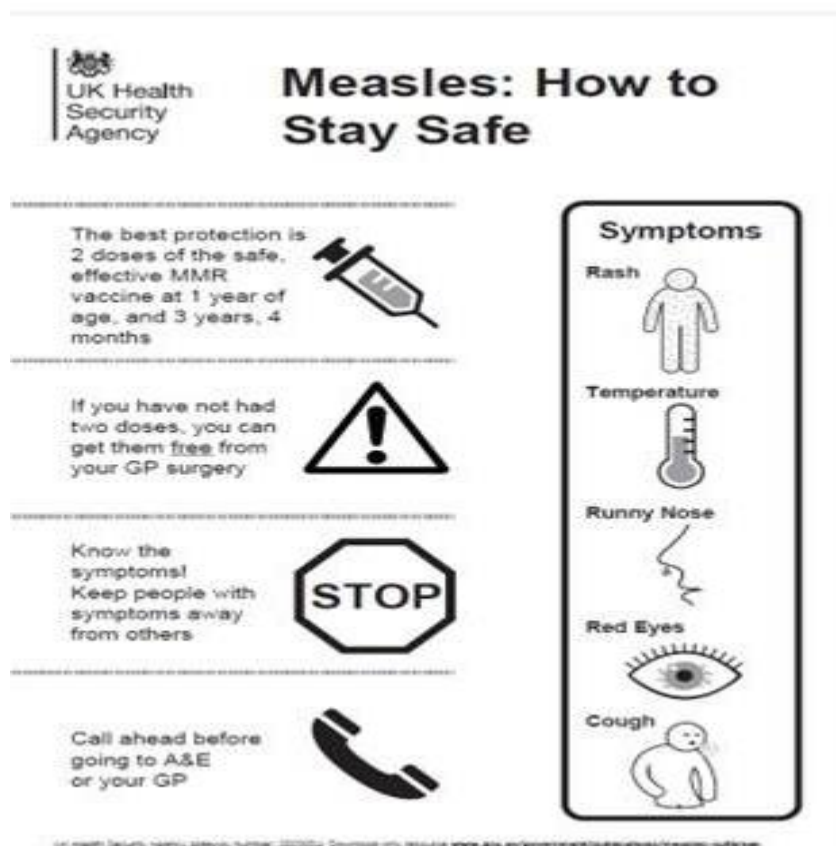 UK Health
Security
Agency
Measles: How to
Stay Safe
The best protection is
2 doses of the safe,
effective MMR
vaccine at 1 year of
age, and 3 years, 4
months
If you have not had
two doses, you can
get them free from
your GP surgery
Know the
symptoms!
Keep people with
symptoms away
from others
STOP
Call ahead before
going to A&E
or your GP
Symptoms
Rash
Temperature
Runny Nose
Red Eyes
Cough